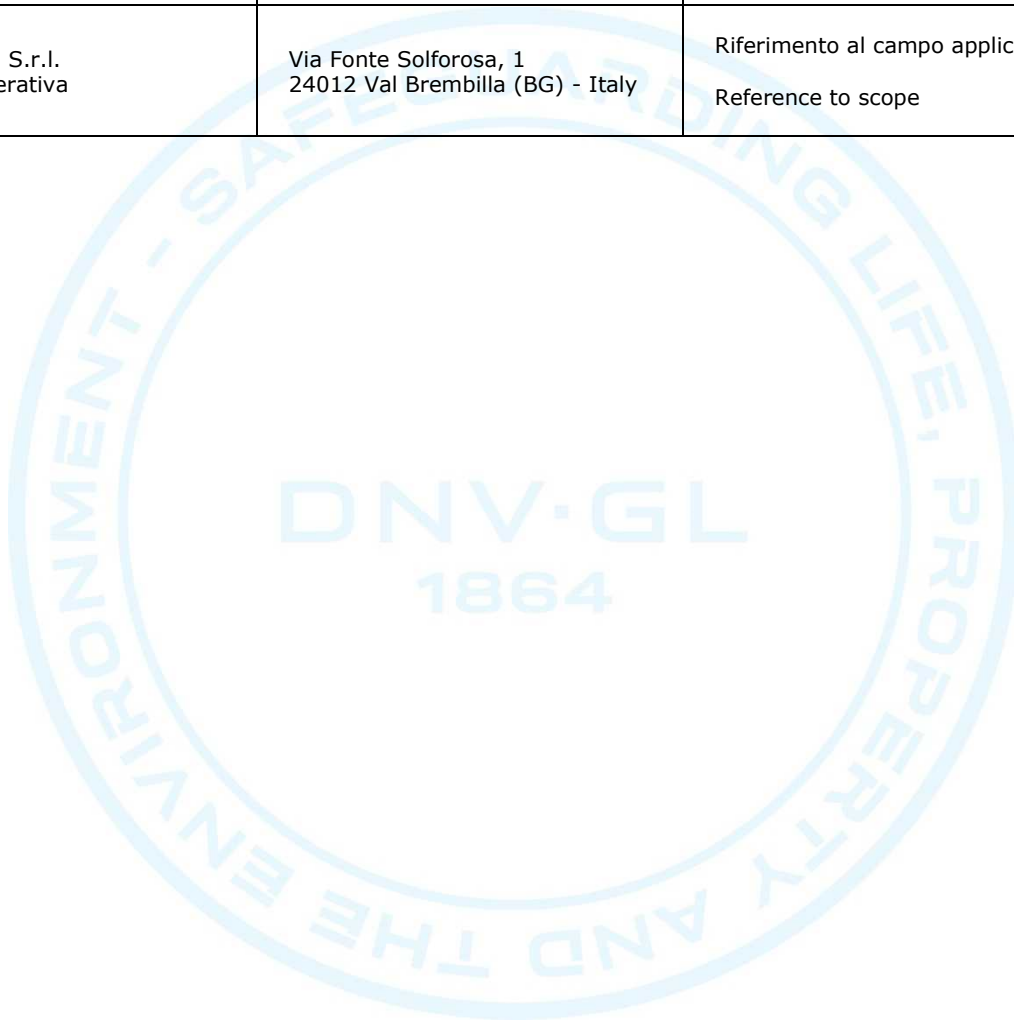 S.r.l.
Via Fonte Solforosa, 1
24012 Val Brembilla (BG) - Italy
Riferimento al campo applic
Reference to scope
SAFEGUARDING LIFE, PROPERTY AND THE ENVIRONMENT -
DNV·GL
1864